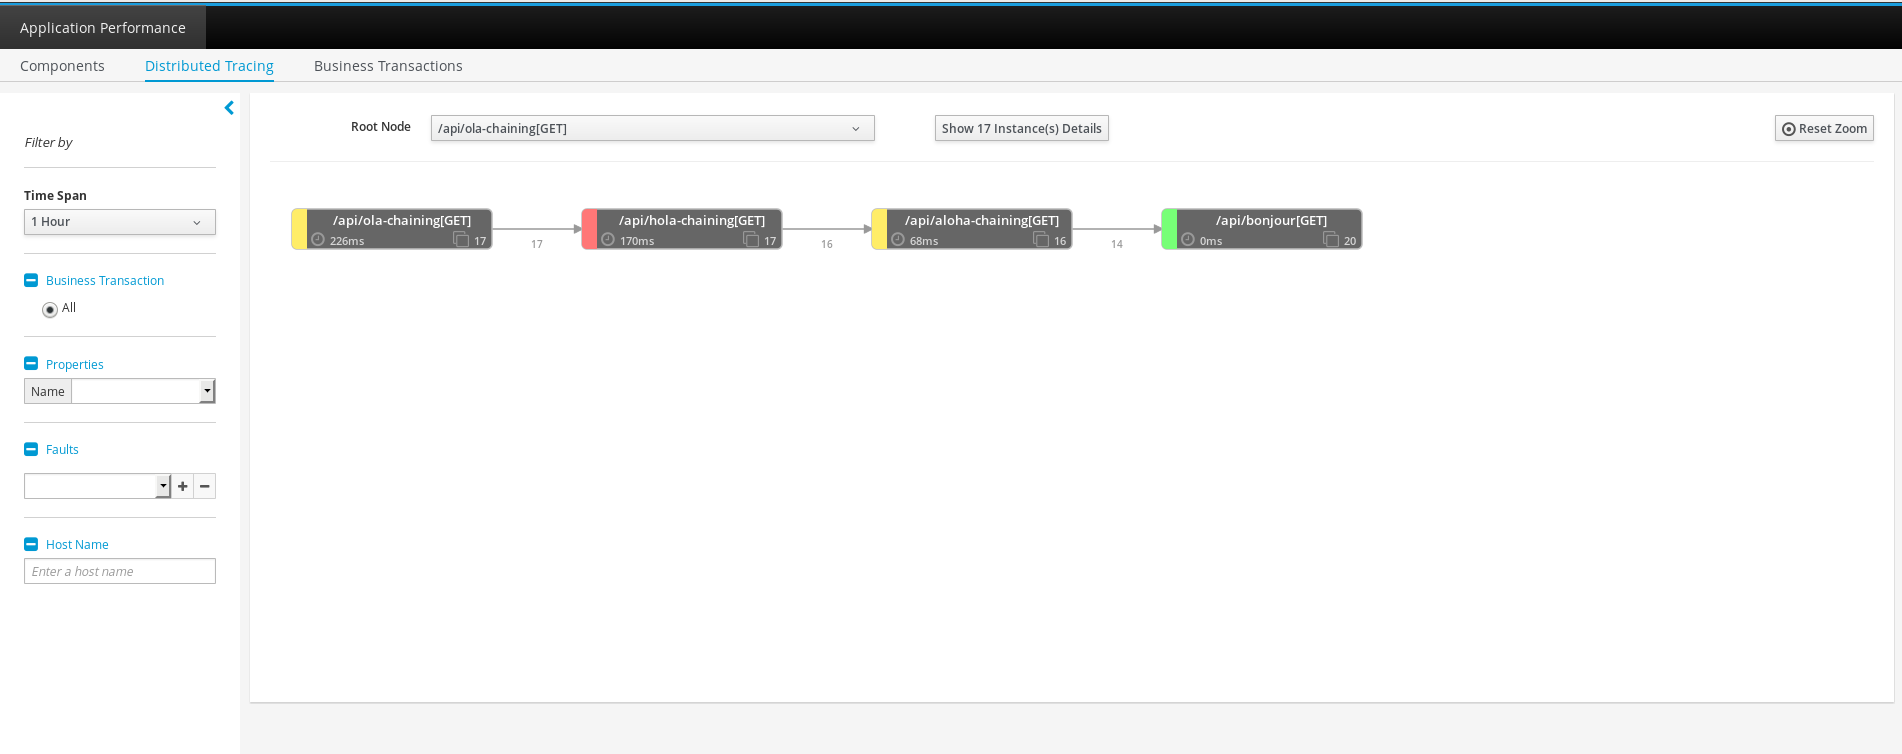 Application Performance
Components Distributed Tracing Business Transactions
Filter by
Time Span
1 Hour
Business Transaction
All
Properties
Name
Faults
Host Name
Enter a host name
Root Node /api/ola-chaining[GET] Show 17 Instance(s) Details Reset Zoom
/api/ola-chaining[GET]
226ms 17
17
/api/hola-chaining[GET]
170ms 17
16
/api/aloha-chaining[GET]
68ms 16
14
/api/bonjour[GET]
0ms 20